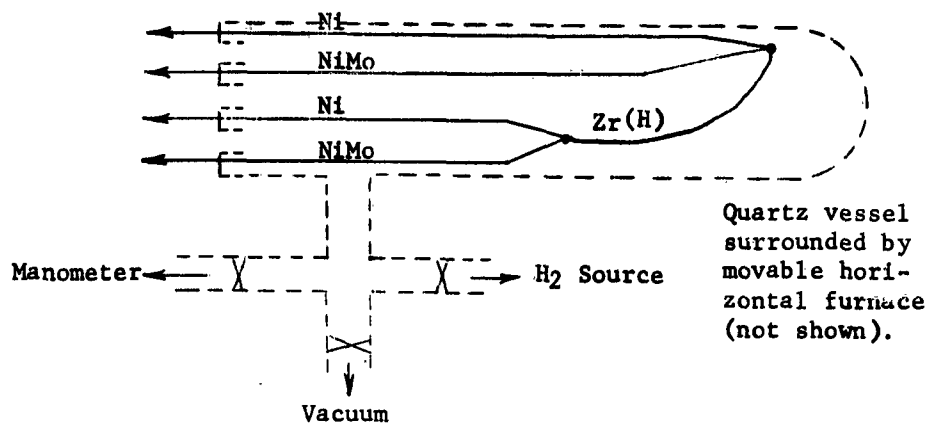 Ni
NiMo
Ni
Zr(H)
NiMo
Quartz vessel
surrounded by
movable hori-
zontal furnace
(not shown).
Manometer
H2 Source
Vacuum